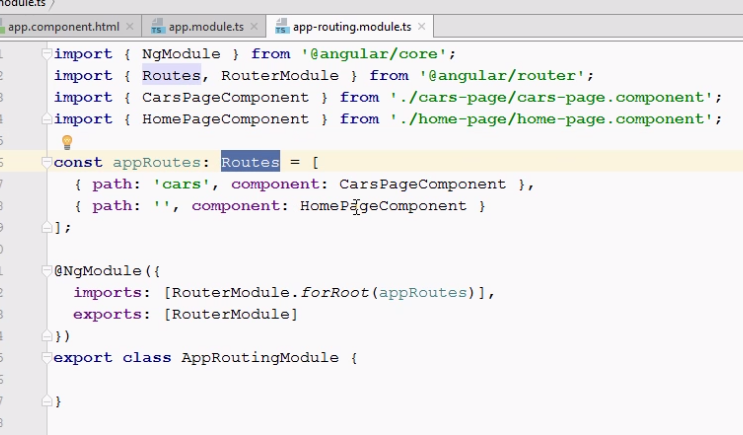 odule.ts
app.component.html
app.module.ts
app-routing.module.ts
import { NgModule } from '@angular/core';
import { Routes, RouterModule } from '@angular/router';
import { CarsPageComponent } from './cars-page/cars-page.component';
import { HomePageComponent } from './home-page/home-page.component';
const appRoutes: Routes = [
{ path: 'cars', component: CarsPageComponent },
{ path: '', component: HomePageComponent }
];
@NgModule({
imports: [RouterModule.forRoot(appRoutes)],
exports: [RouterModule]
})
export class AppRoutingModule {
}